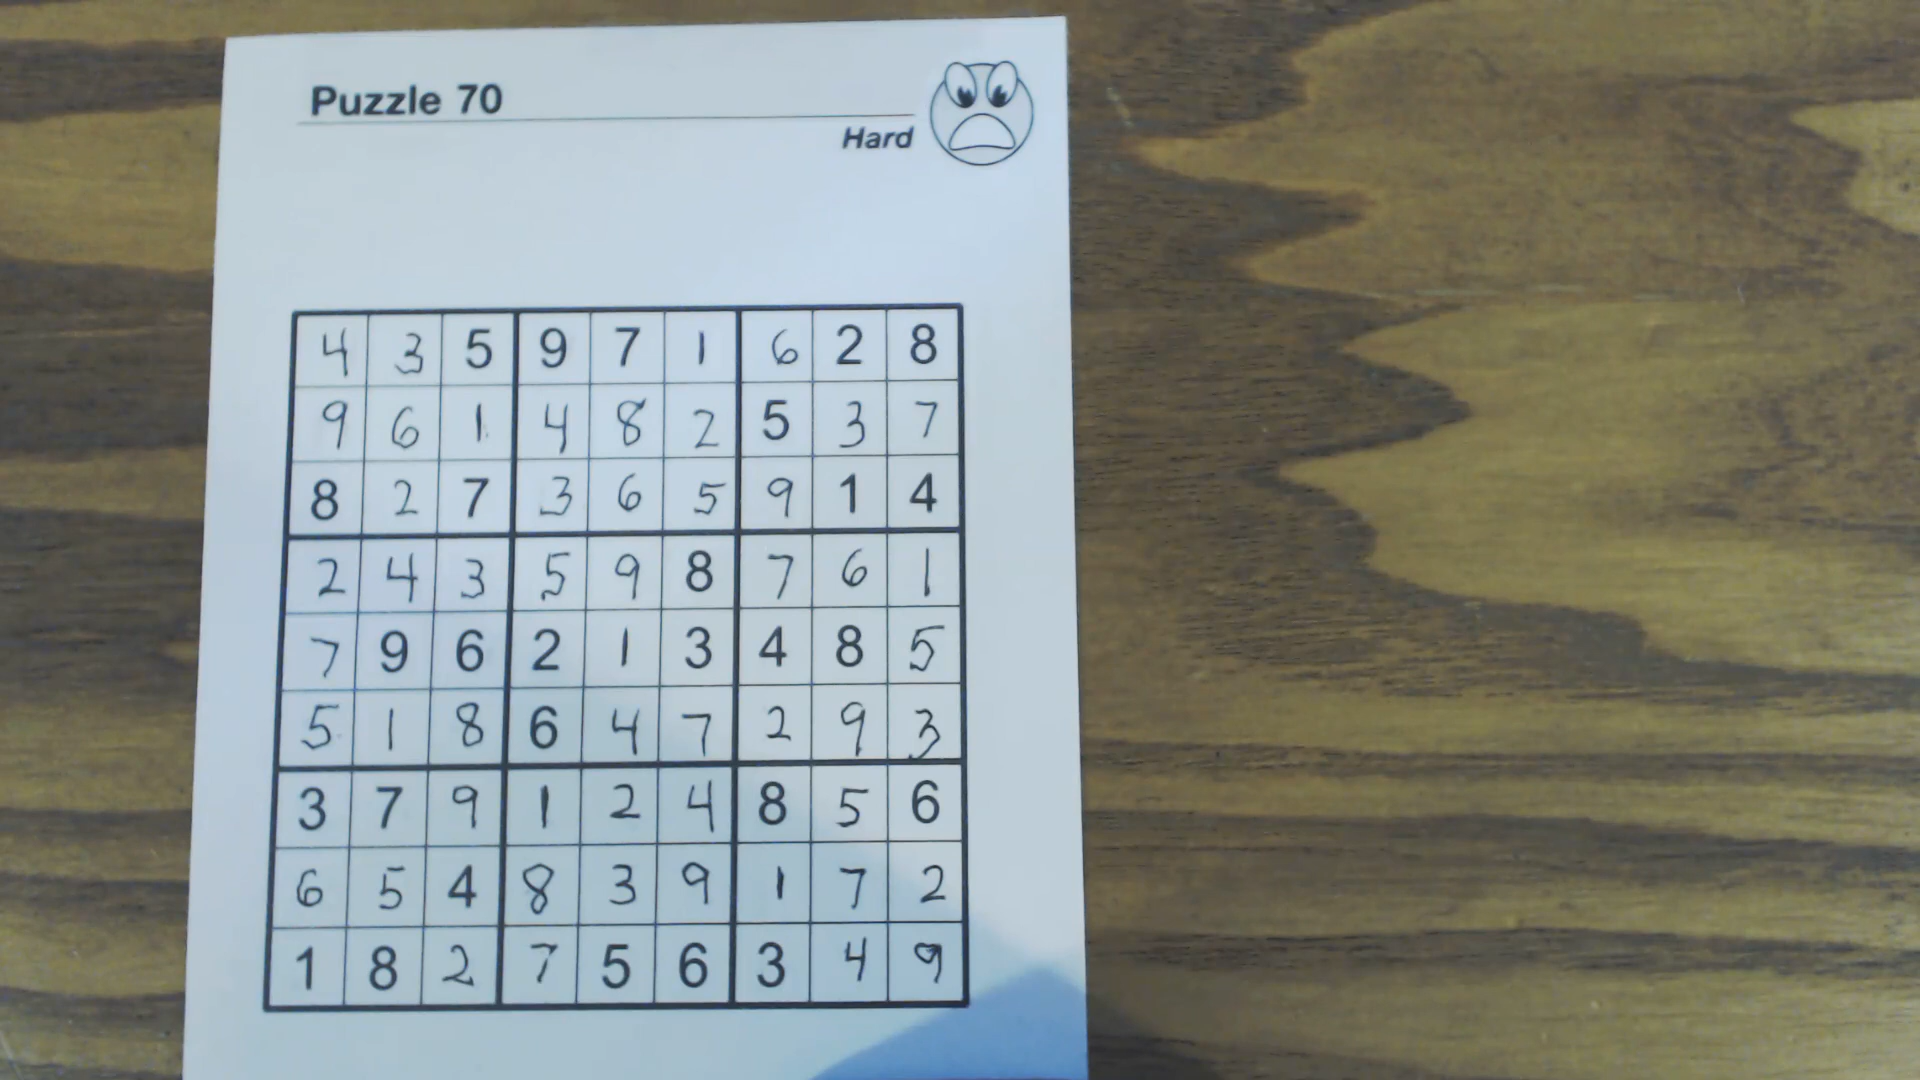 Puzzle 70
Hard
4 3 5 9 7 1 6 2 8
9 6 1 4 8 2 5 3 7
8 2 7 3 6 5 9 1 4
2 4 3 5 9 8 7 6 1
7 9 6 2 1 3 4 8 5
5 1 8 6 4 7 2 9 3
3 7 9 1 2 4 8 5 6
6 5 4 8 3 9 1 7 2
1 8 2 7 5 6 3 4 9